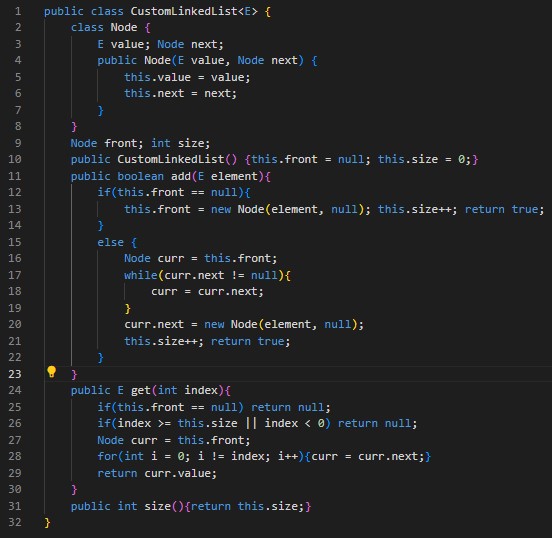 1 public class CustomLinkedList<E> {
2     class Node {
3         E value; Node next;
4         public Node(E value, Node next) {
5             this.value = value;
6             this.next = next;
7         }
8     }
9     Node front; int size;
10     public CustomLinkedList() {this.front = null; this.size = 0;}
11     public boolean add(E element){
12         if(this.front == null){
13             this.front = new Node(element, null); this.size++; return true;
14         }
15         else {
16             Node curr = this.front;
17             while(curr.next != null){
18                 curr = curr.next;
19             }
20             curr.next = new Node(element, null);
21             this.size++; return true;
22         }
23     }
24     public E get(int index){
25         if(this.front == null) return null;
26         if(index >= this.size || index < 0) return null;
27         Node curr = this.front;
28         for(int i = 0; i != index; i++){curr = curr.next;}
29         return curr.value;
30     }
31     public int size(){return this.size;}
32 }